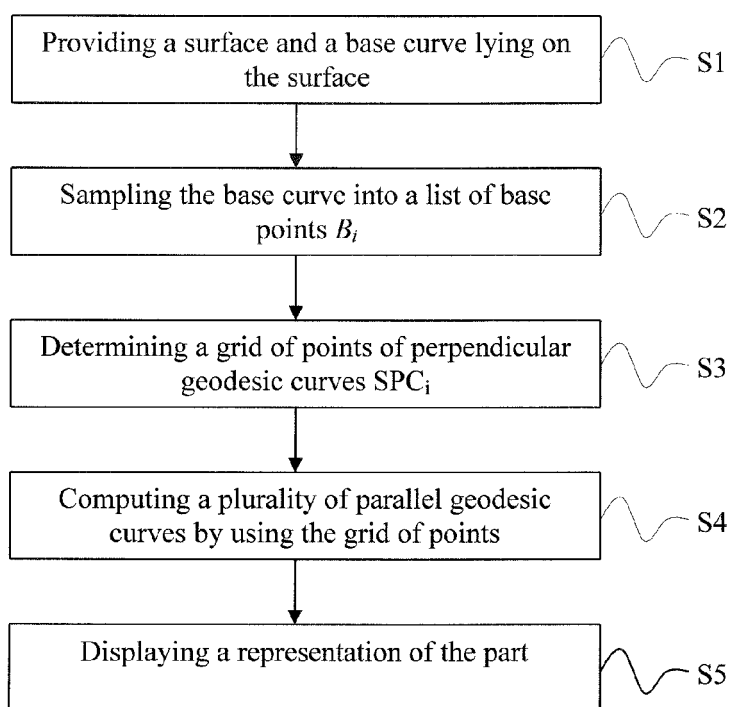 Providing a surface and a base curve lying on
the surface
S1
Sampling the base curve into a list of base
points Bᵢ
S2
Determining a grid of points of perpendicular
geodesic curves SPCᵢ
S3
Computing a plurality of parallel geodesic
curves by using the grid of points
S4
Displaying a representation of the part
S5